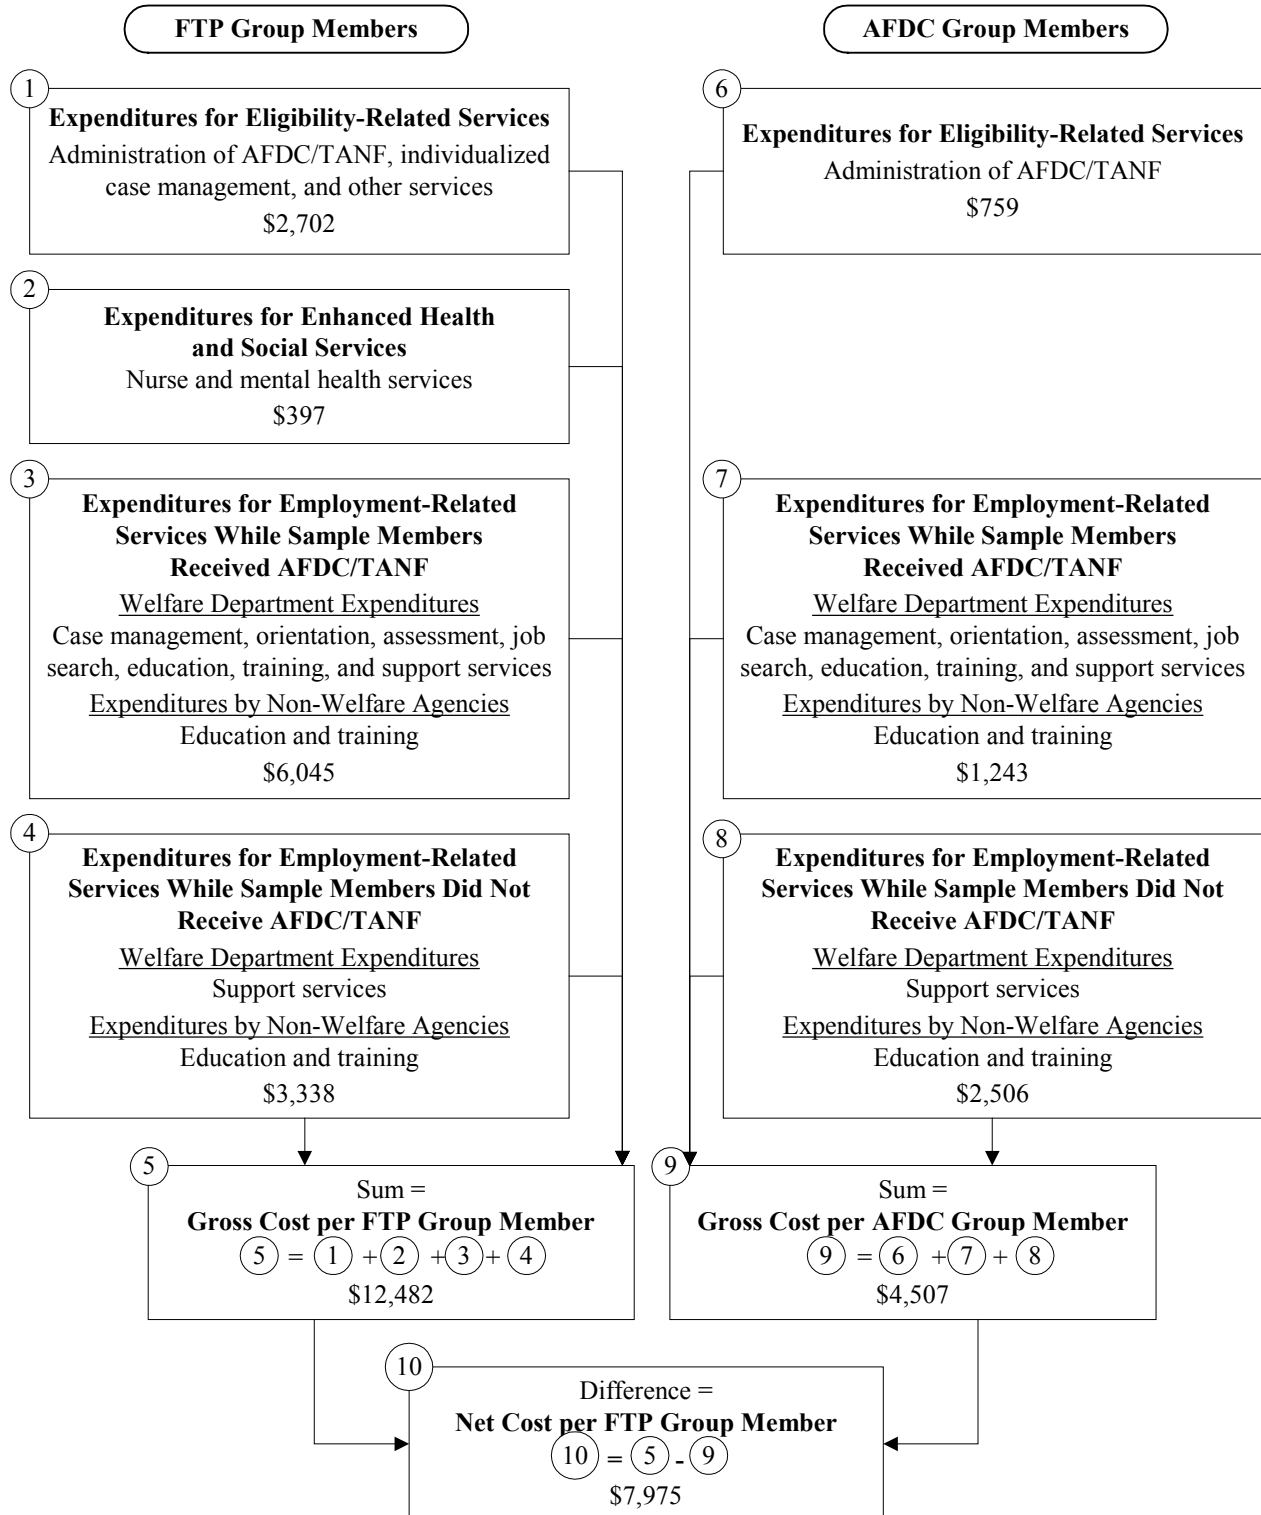 FTP Group Members
AFDC Group Members
1
Expenditures for Eligibility-Related Services
Administration of AFDC/TANF, individualized
case management, and other services
$2,702
6
Expenditures for Eligibility-Related Services
Administration of AFDC/TANF
$759
2
Expenditures for Enhanced Health
and Social Services
Nurse and mental health services
$397
3
Expenditures for Employment-Related
Services While Sample Members
Received AFDC/TANF
Welfare Department Expenditures
Case management, orientation, assessment, job
search, education, training, and support services
Expenditures by Non-Welfare Agencies
Education and training
$6,045
7
Expenditures for Employment-Related
Services While Sample Members
Received AFDC/TANF
Welfare Department Expenditures
Case management, orientation, assessment, job
search, education, training, and support services
Expenditures by Non-Welfare Agencies
Education and training
$1,243
4
Expenditures for Employment-Related
Services While Sample Members Did Not
Receive AFDC/TANF
Welfare Department Expenditures
Support services
Expenditures by Non-Welfare Agencies
Education and training
$3,338
8
Expenditures for Employment-Related
Services While Sample Members Did Not
Receive AFDC/TANF
Welfare Department Expenditures
Support services
Expenditures by Non-Welfare Agencies
Education and training
$2,506
5
Sum =
Gross Cost per FTP Group Member
5 = 1 + 2 + 3 + 4
$12,482
9
Sum =
Gross Cost per AFDC Group Member
9 = 6 + 7 + 8
$4,507
10
Difference =
Net Cost per FTP Group Member
10 = 5 - 9
$7,975